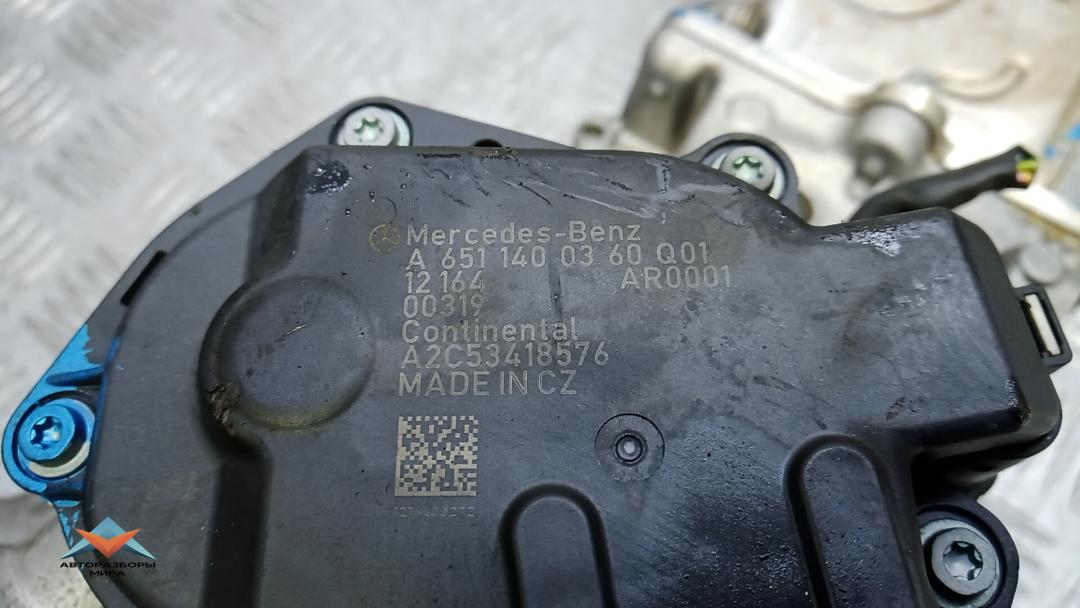 Mercedes-Benz
A 651 140 03 60 Q01
12 164 AR0001
00319
Continental
A2C53418576
MADE IN CZ
АВТОРАЗБОРЫ
МИРА